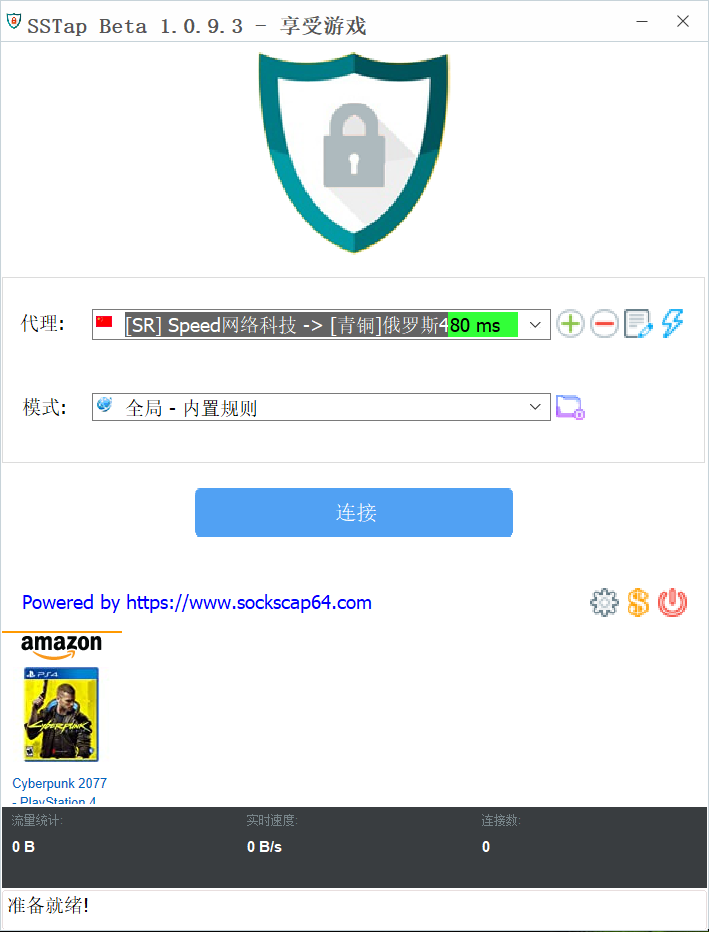 SSTap Beta 1.0.9.3 - 享受游戏
代理:
[SR] Speed网络科技 -> [青铜]俄罗斯480 ms
模式:
全局 - 内置规则
连接
Powered by https://www.sockscap64.com
amazon
PS4
Cyberpunk
Cyberpunk 2077
- PlayStation 4
流量统计:
实时速度:
连接数:
0 B
0 B/s
0
准备就绪!